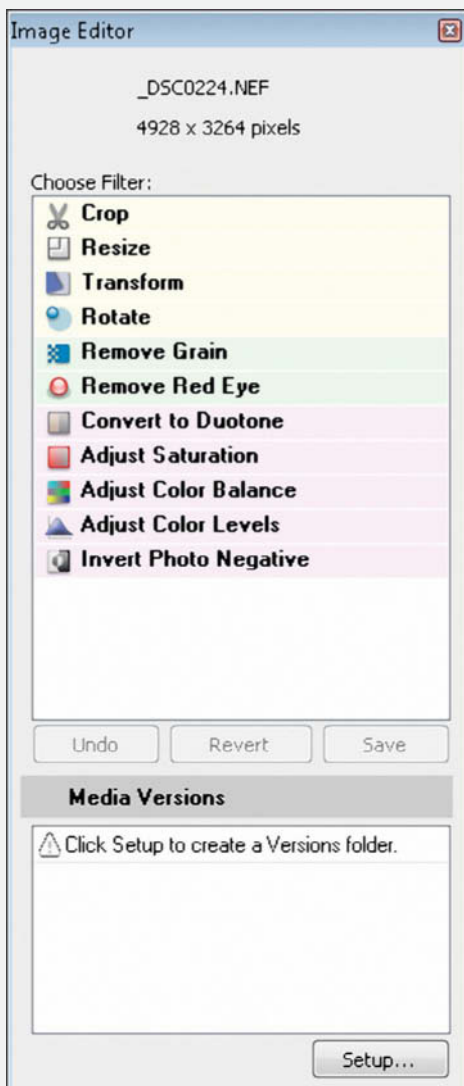 Image Editor
_DSC0224.NEF
4928 x 3264 pixels
Choose Filter:
Crop
Resize
Transform
Rotate
Remove Grain
Remove Red Eye
Convert to Duotone
Adjust Saturation
Adjust Color Balance
Adjust Color Levels
Invert Photo Negative
Undo Revert Save
Media Versions
Click Setup to create a Versions folder.
Setup...